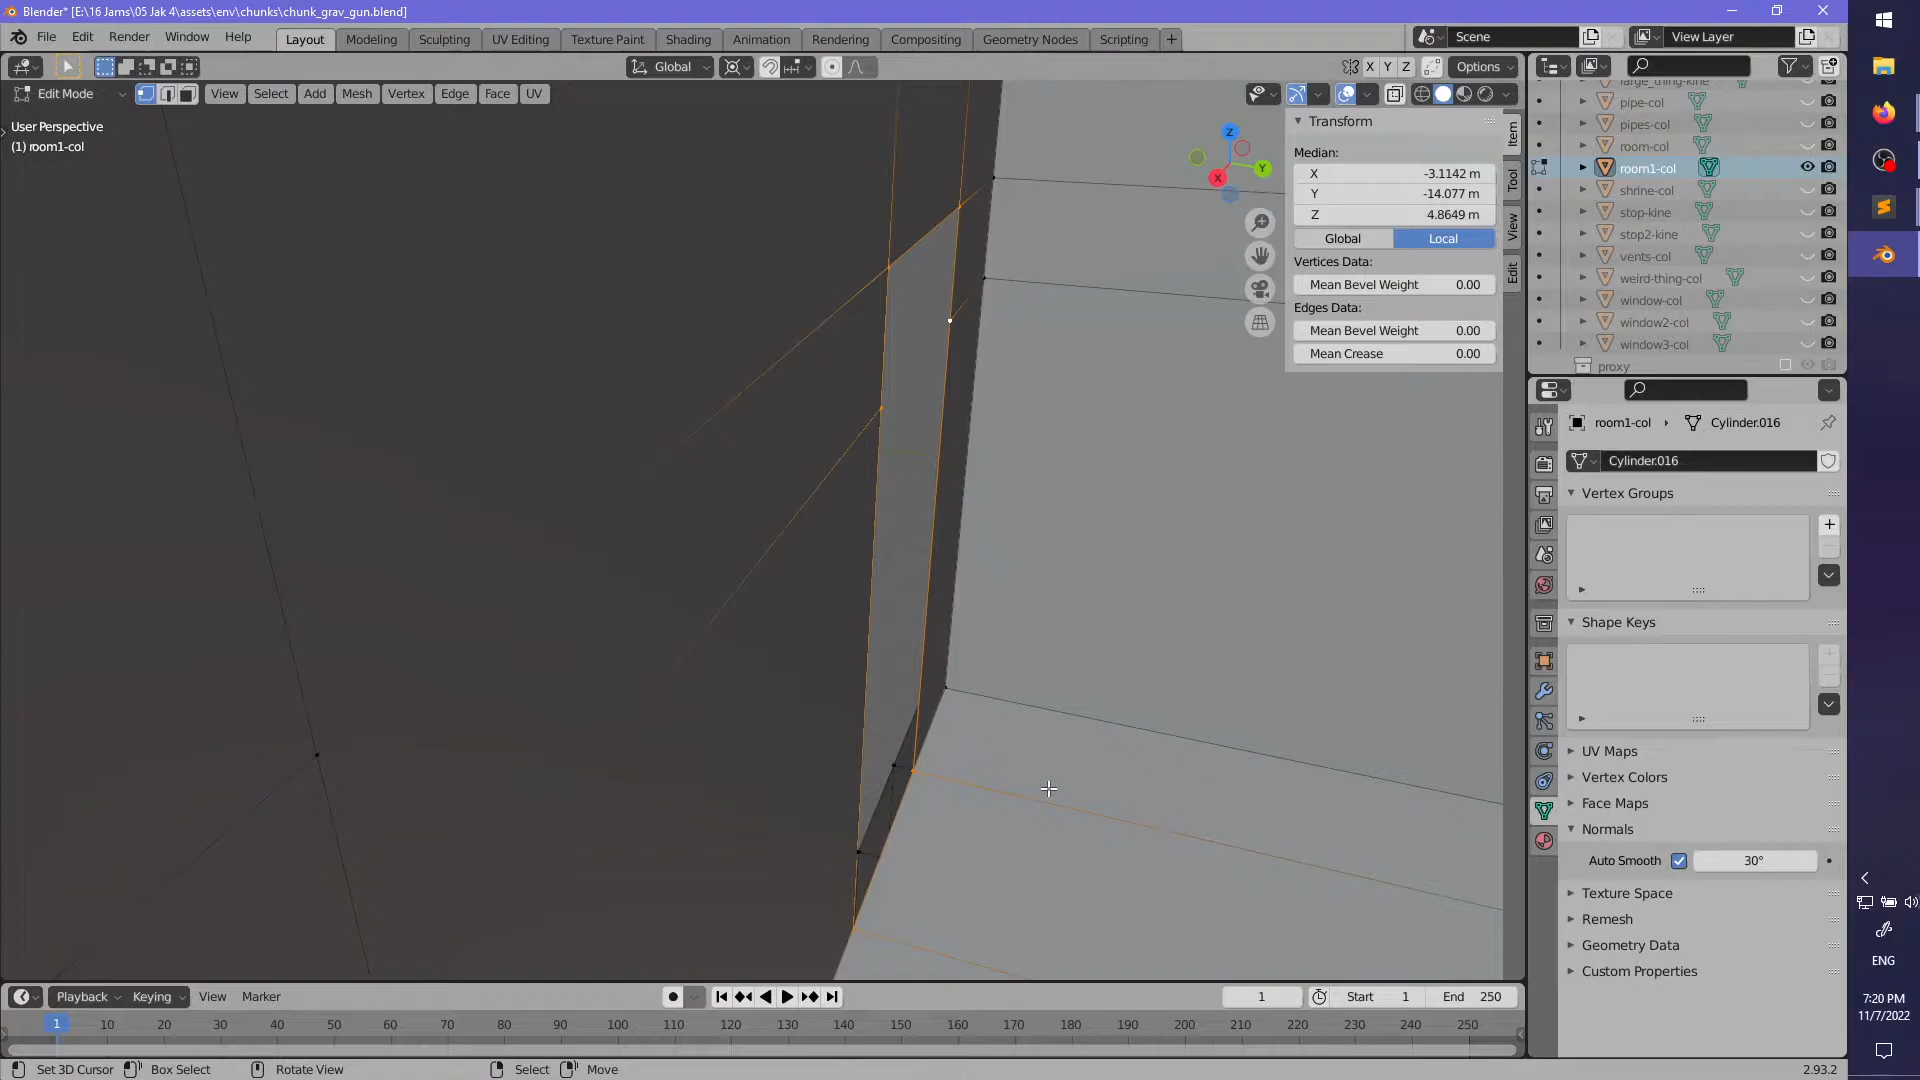 Blender* [E:\16 Jams\05 Jak 4\assets\env\chunks\chunk_grav_gun.blend]
File Edit Render Window Help Layout Modeling Sculpting UV Editing Texture Paint Shading Animation Rendering Compositing Geometry Nodes Scripting + Scene View Layer
Global X Y Z Options
Edit Mode View Select Add Mesh Vertex Edge Face UV
User Perspective
(1) room1-col
Z
Y
X
Transform
Median:
X -3.1142 m
Y -14.077 m
Z 4.8649 m
Global Local
Vertices Data:
Mean Bevel Weight 0.00
Edges Data:
Mean Bevel Weight 0.00
Mean Crease 0.00
Item
Tool
View
Edit
large_thing-kine
pipe-col
pipes-col
room-col
room1-col
shrine-col
stop-kine
stop2-kine
vents-col
weird-thing-col
window-col
window2-col
window3-col
proxy
room1-col Cylinder.016
Cylinder.016
Vertex Groups
Shape Keys
UV Maps
Vertex Colors
Face Maps
Normals
Auto Smooth 30°
Texture Space
Remesh
Geometry Data
Custom Properties
Playback Keying View Marker 1 Start 1 End 250
1 10 20 30 40 50 60 70 80 90 100 110 120 130 140 150 160 170 180 190 200 210 220 230 240 250
Set 3D Cursor Box Select Rotate View Select Move 2.93.2
ENG
7:20 PM
11/7/2022